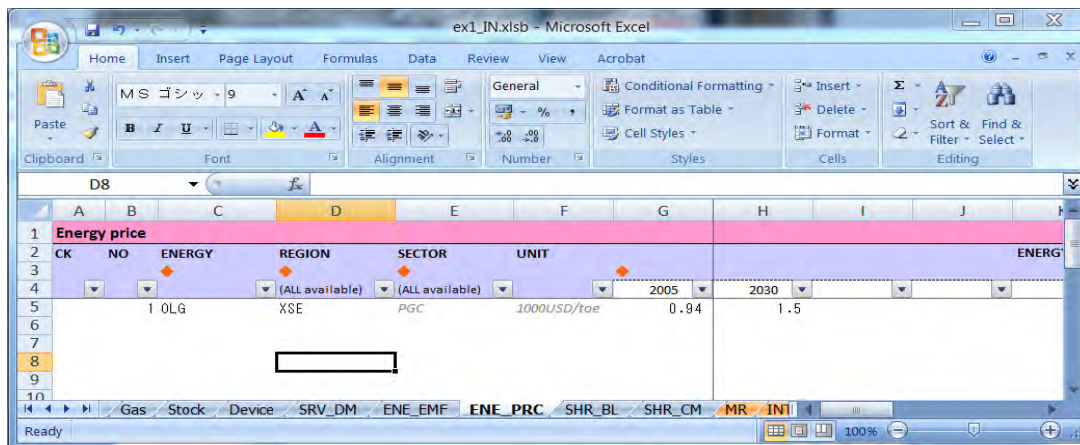 ex1_IN.xlsb - Microsoft Excel
Home Insert Page Layout Formulas Data Review View Acrobat
Paste
Clipboard
MS ゴシッ 9
B I U
Font
Alignment
General
Number
Conditional Formatting
Format as Table
Cell Styles
Styles
Insert
Delete
Format
Cells
Sort & Filter
Find & Select
Editing
D8 fx
A B C D E F G H I J K
1 Energy price
2 CK NO ENERGY REGION SECTOR UNIT ENERG
3
4 (ALL available) (ALL available) 2005 2030
5 1 OLG XSE PGC 1000USD/toe 0.94 1.5
6
7
8
9
10
Gas Stock Device SRV_DM ENE_EMF ENE_PRC SHR_BL SHR_CM MR INT
Ready 100%